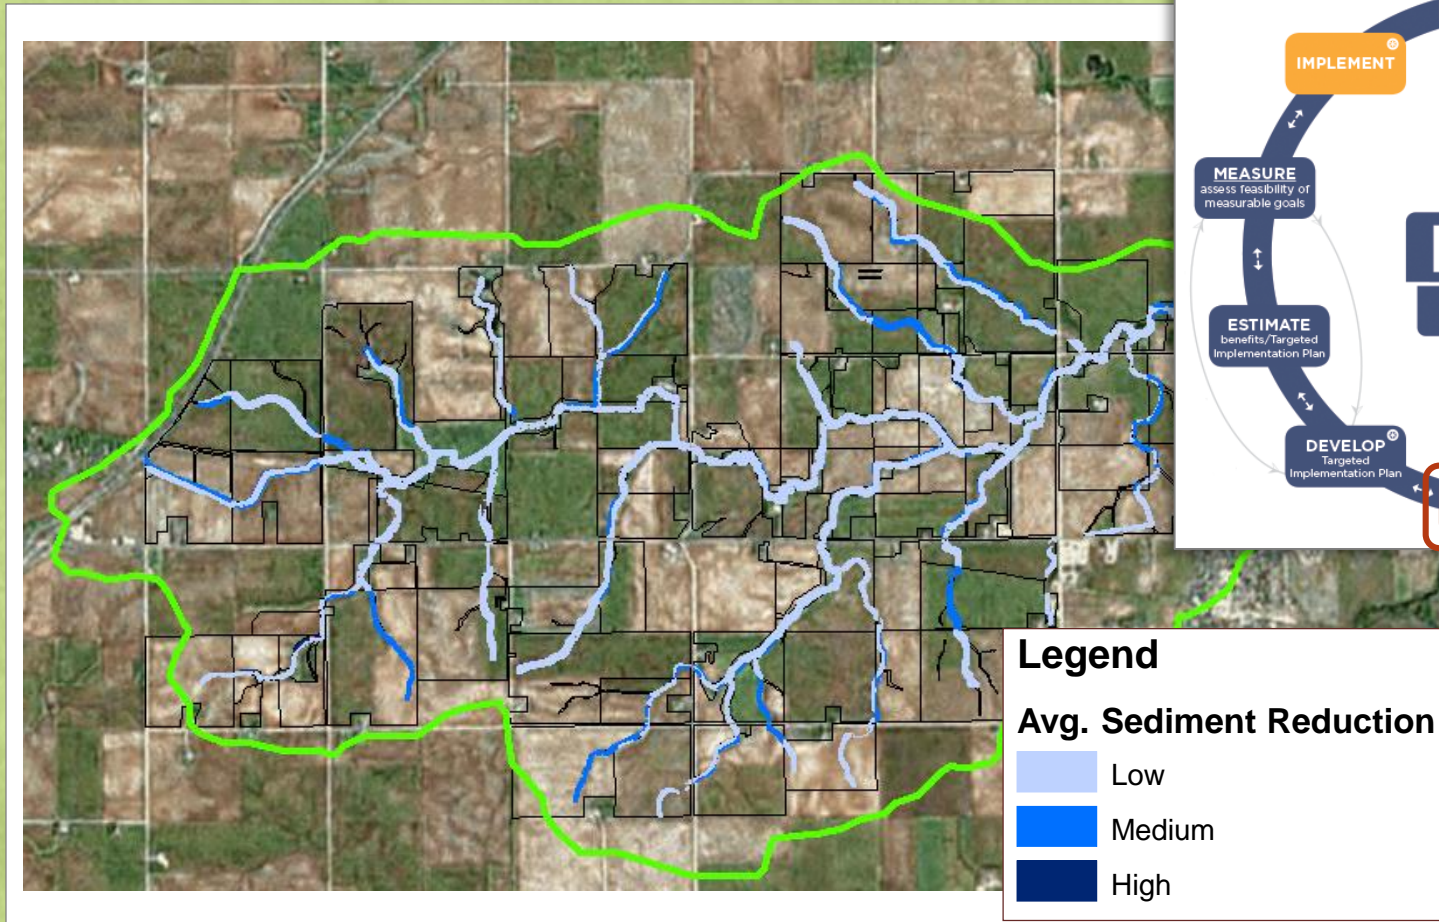 IMPLEMENT
MEASURE
assess feasibility of
measurable goals
ESTIMATE
benefits/Targeted
Implementation Plan
DEVELOP
Targeted
Implementation Plan
Legend
Avg. Sediment Reduction
Low
Medium
High